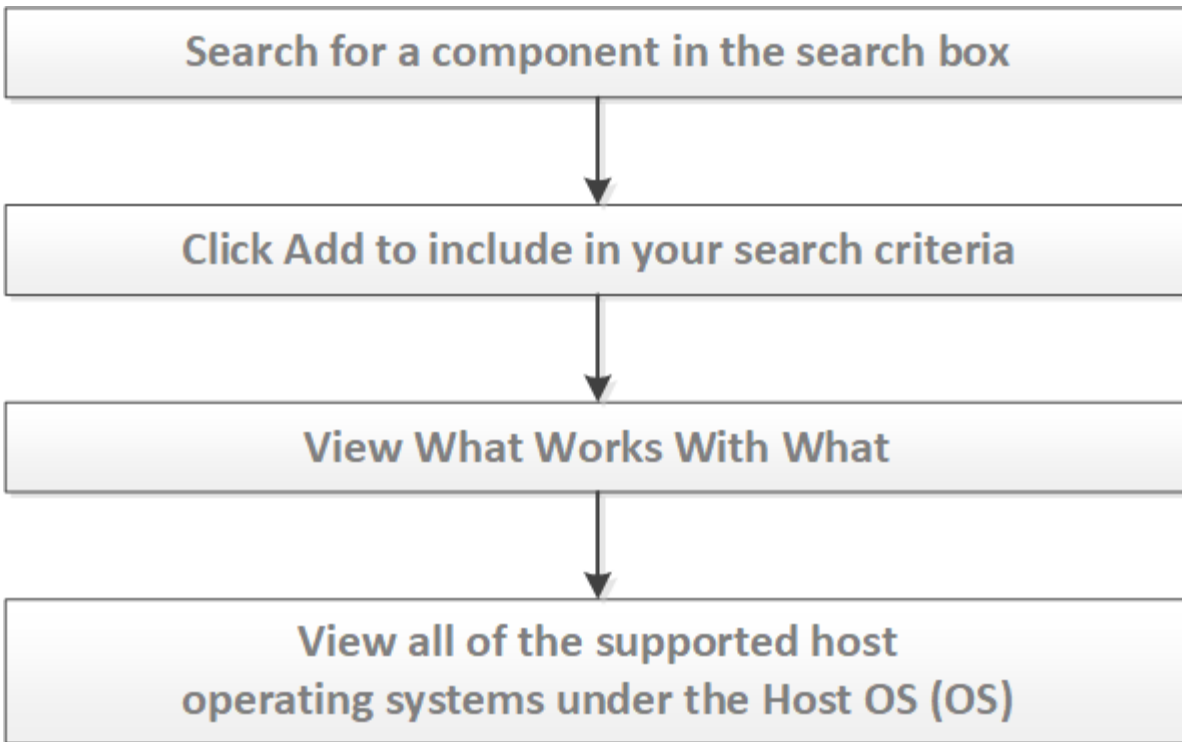 Search for a component in the search box
Click Add to include in your search criteria
View What Works With What
View all of the supported host
operating systems under the Host OS (OS)